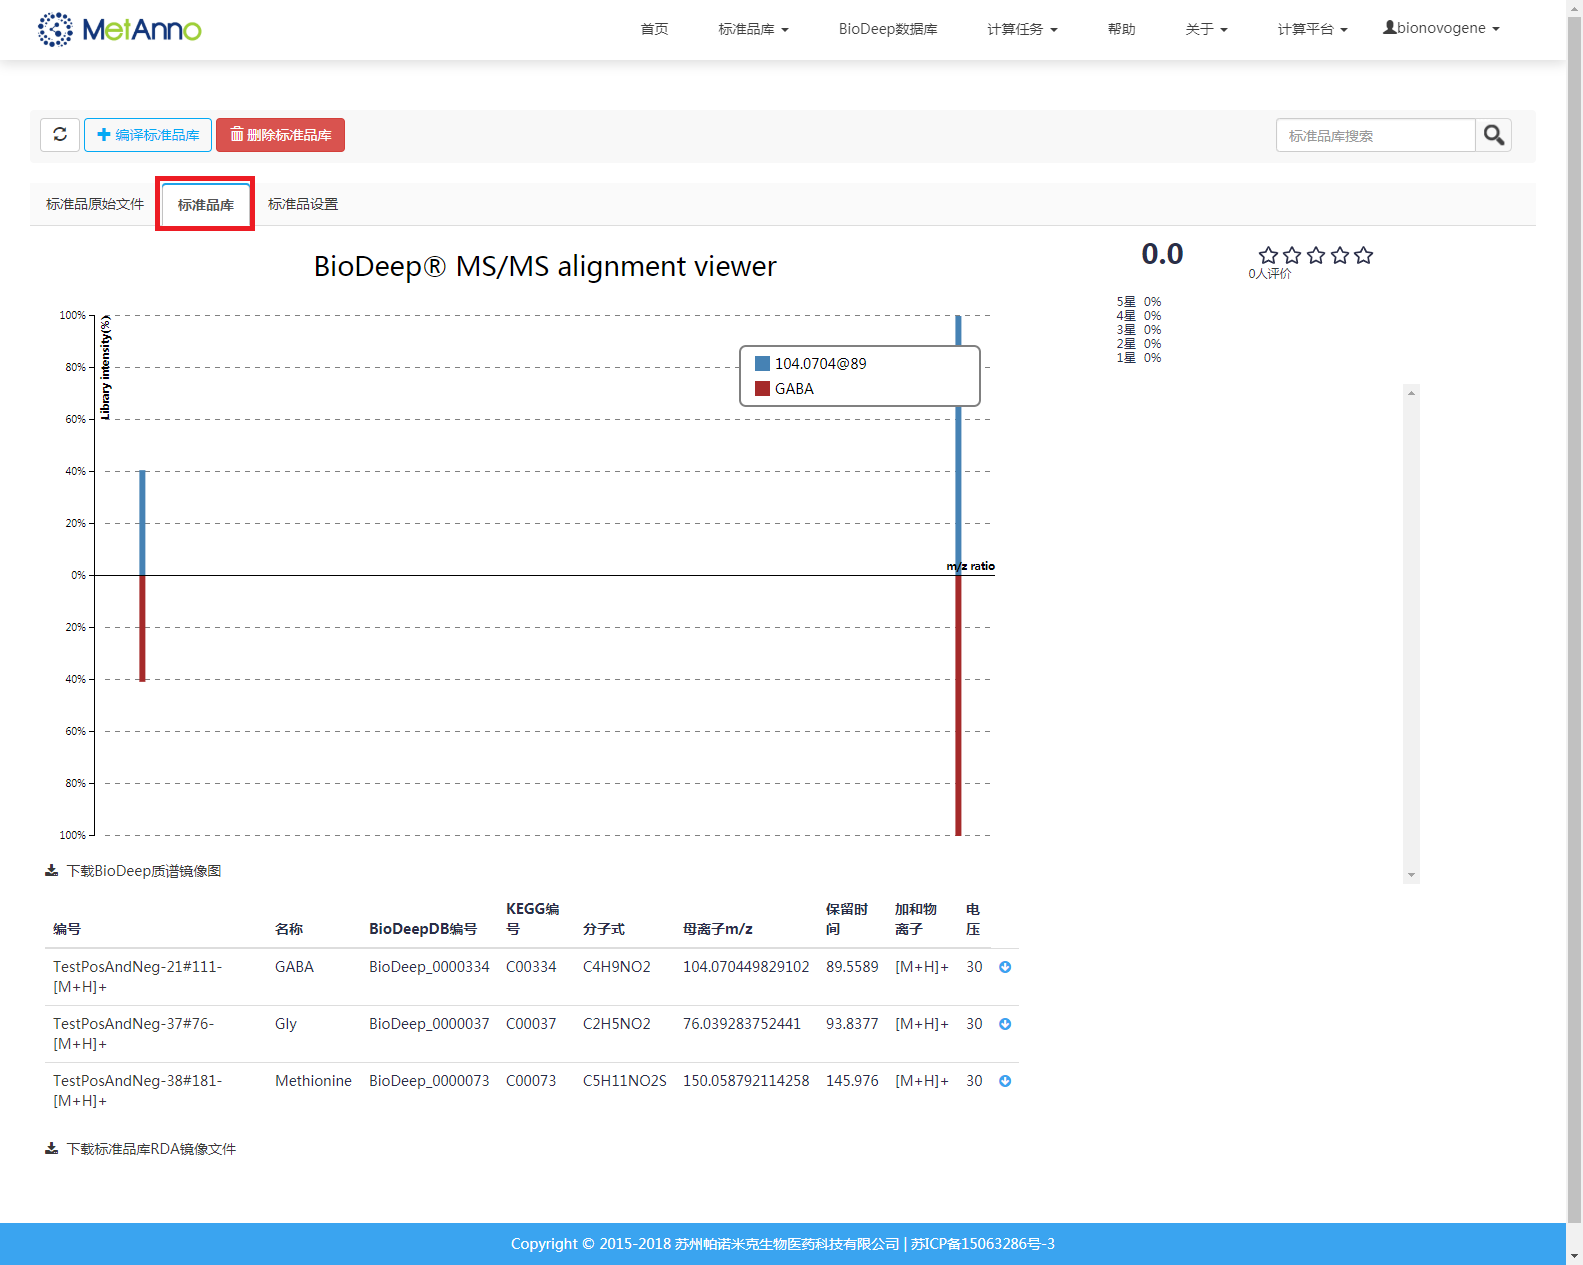 MetAnno
首页 标准品库 BioDeep数据库 计算任务 帮助 关于 计算平台 bionovogene
编译标准品库 删除标准品库 标准品库搜索
标准品原始文件 标准品库 标准品设置
BioDeep® MS/MS alignment viewer
0.0
0人评价
5星 0%
4星 0%
3星 0%
2星 0%
1星 0%
Library intensity(%)
100%
80%
60%
40%
20%
0%
20%
40%
60%
80%
100%
104.0704@89
GABA
m/z ratio
下载BioDeep质谱镜像图
编号 名称 BioDeepDB编号 KEGG编号 分子式 母离子m/z 保留时间 加和物离子 电压
TestPosAndNeg-21#111-[M+H]+ GABA BioDeep_0000334 C00334 C4H9NO2 104.070449829102 89.5589 [M+H]+ 30
TestPosAndNeg-37#76-[M+H]+ Gly BioDeep_0000037 C00037 C2H5NO2 76.039283752441 93.8377 [M+H]+ 30
TestPosAndNeg-38#181-[M+H]+ Methionine BioDeep_0000073 C00073 C5H11NO2S 150.058792114258 145.976 [M+H]+ 30
下载标准品库RDA镜像文件
Copyright © 2015-2018 苏州帕诺米克生物医药科技有限公司 | 苏ICP备15063286号-3